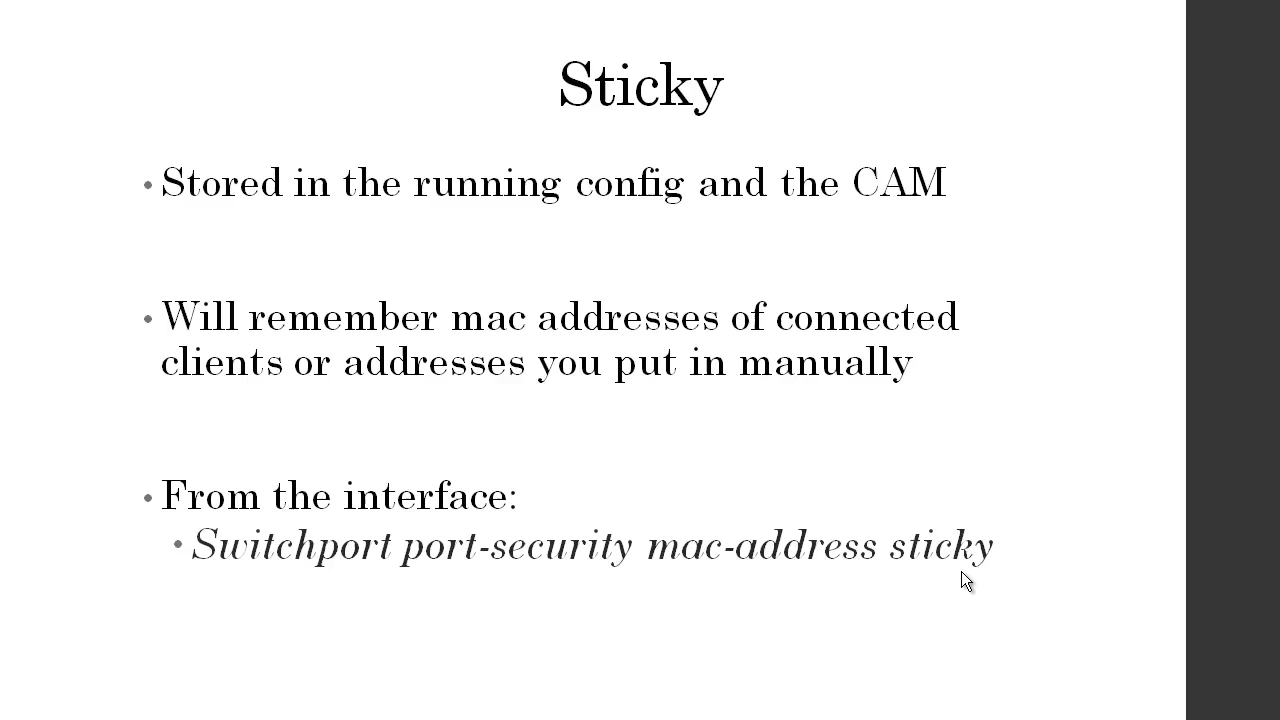 Sticky
• Stored in the running config and the CAM
• Will remember mac addresses of connected
clients or addresses you put in manually
• From the interface:
• Switchport port-security mac-address sticky